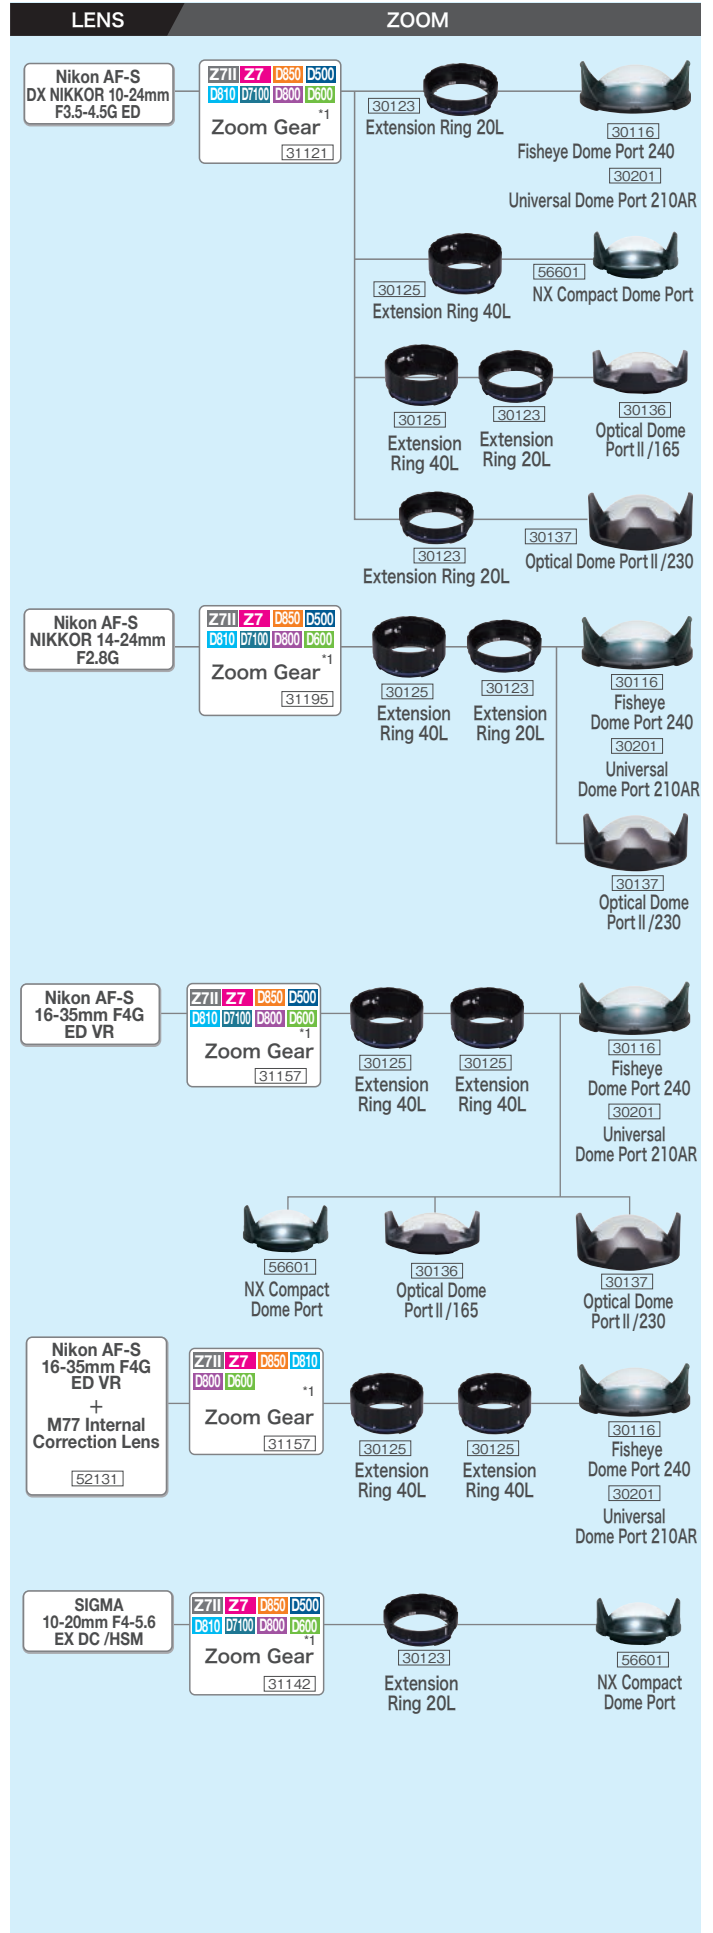 LENS
ZOOM
Nikon AF-S
DX NIKKOR 10-24mm
F3.5-4.5G ED
Z7II Z7 D850 D500
D810 D7100 D800 D600
Zoom Gear *1
31121
30123
Extension Ring 20L
30116
Fisheye Dome Port 240
30201
Universal Dome Port 210AR
30125
Extension Ring 40L
56601
NX Compact Dome Port
30125
Extension
Ring 40L
30123
Extension
Ring 20L
30136
Optical Dome
Port II /165
30123
Extension Ring 20L
30137
Optical Dome Port II /230
Nikon AF-S
NIKKOR 14-24mm
F2.8G
Z7II Z7 D850 D500
D810 D7100 D800 D600
Zoom Gear *1
31195
30125
Extension
Ring 40L
30123
Extension
Ring 20L
30116
Fisheye
Dome Port 240
30201
Universal
Dome Port 210AR
30137
Optical Dome
Port II /230
Nikon AF-S
16-35mm F4G
ED VR
Z7II Z7 D850 D500
D810 D7100 D800 D600
*1
Zoom Gear
31157
30125
Extension
Ring 40L
30125
Extension
Ring 40L
30116
Fisheye
Dome Port 240
30201
Universal
Dome Port 210AR
56601
NX Compact
Dome Port
30136
Optical Dome
Port II /165
30137
Optical Dome
Port II /230
Nikon AF-S
16-35mm F4G
ED VR
+
M77 Internal
Correction Lens
52131
Z7II Z7 D850 D810
D800 D600
*1
Zoom Gear
31157
30125
Extension
Ring 40L
30125
Extension
Ring 40L
30116
Fisheye
Dome Port 240
30201
Universal
Dome Port 210AR
SIGMA
10-20mm F4-5.6
EX DC /HSM
Z7II Z7 D850 D500
D810 D7100 D800 D600
*1
Zoom Gear
31142
30123
Extension
Ring 20L
56601
NX Compact
Dome Port